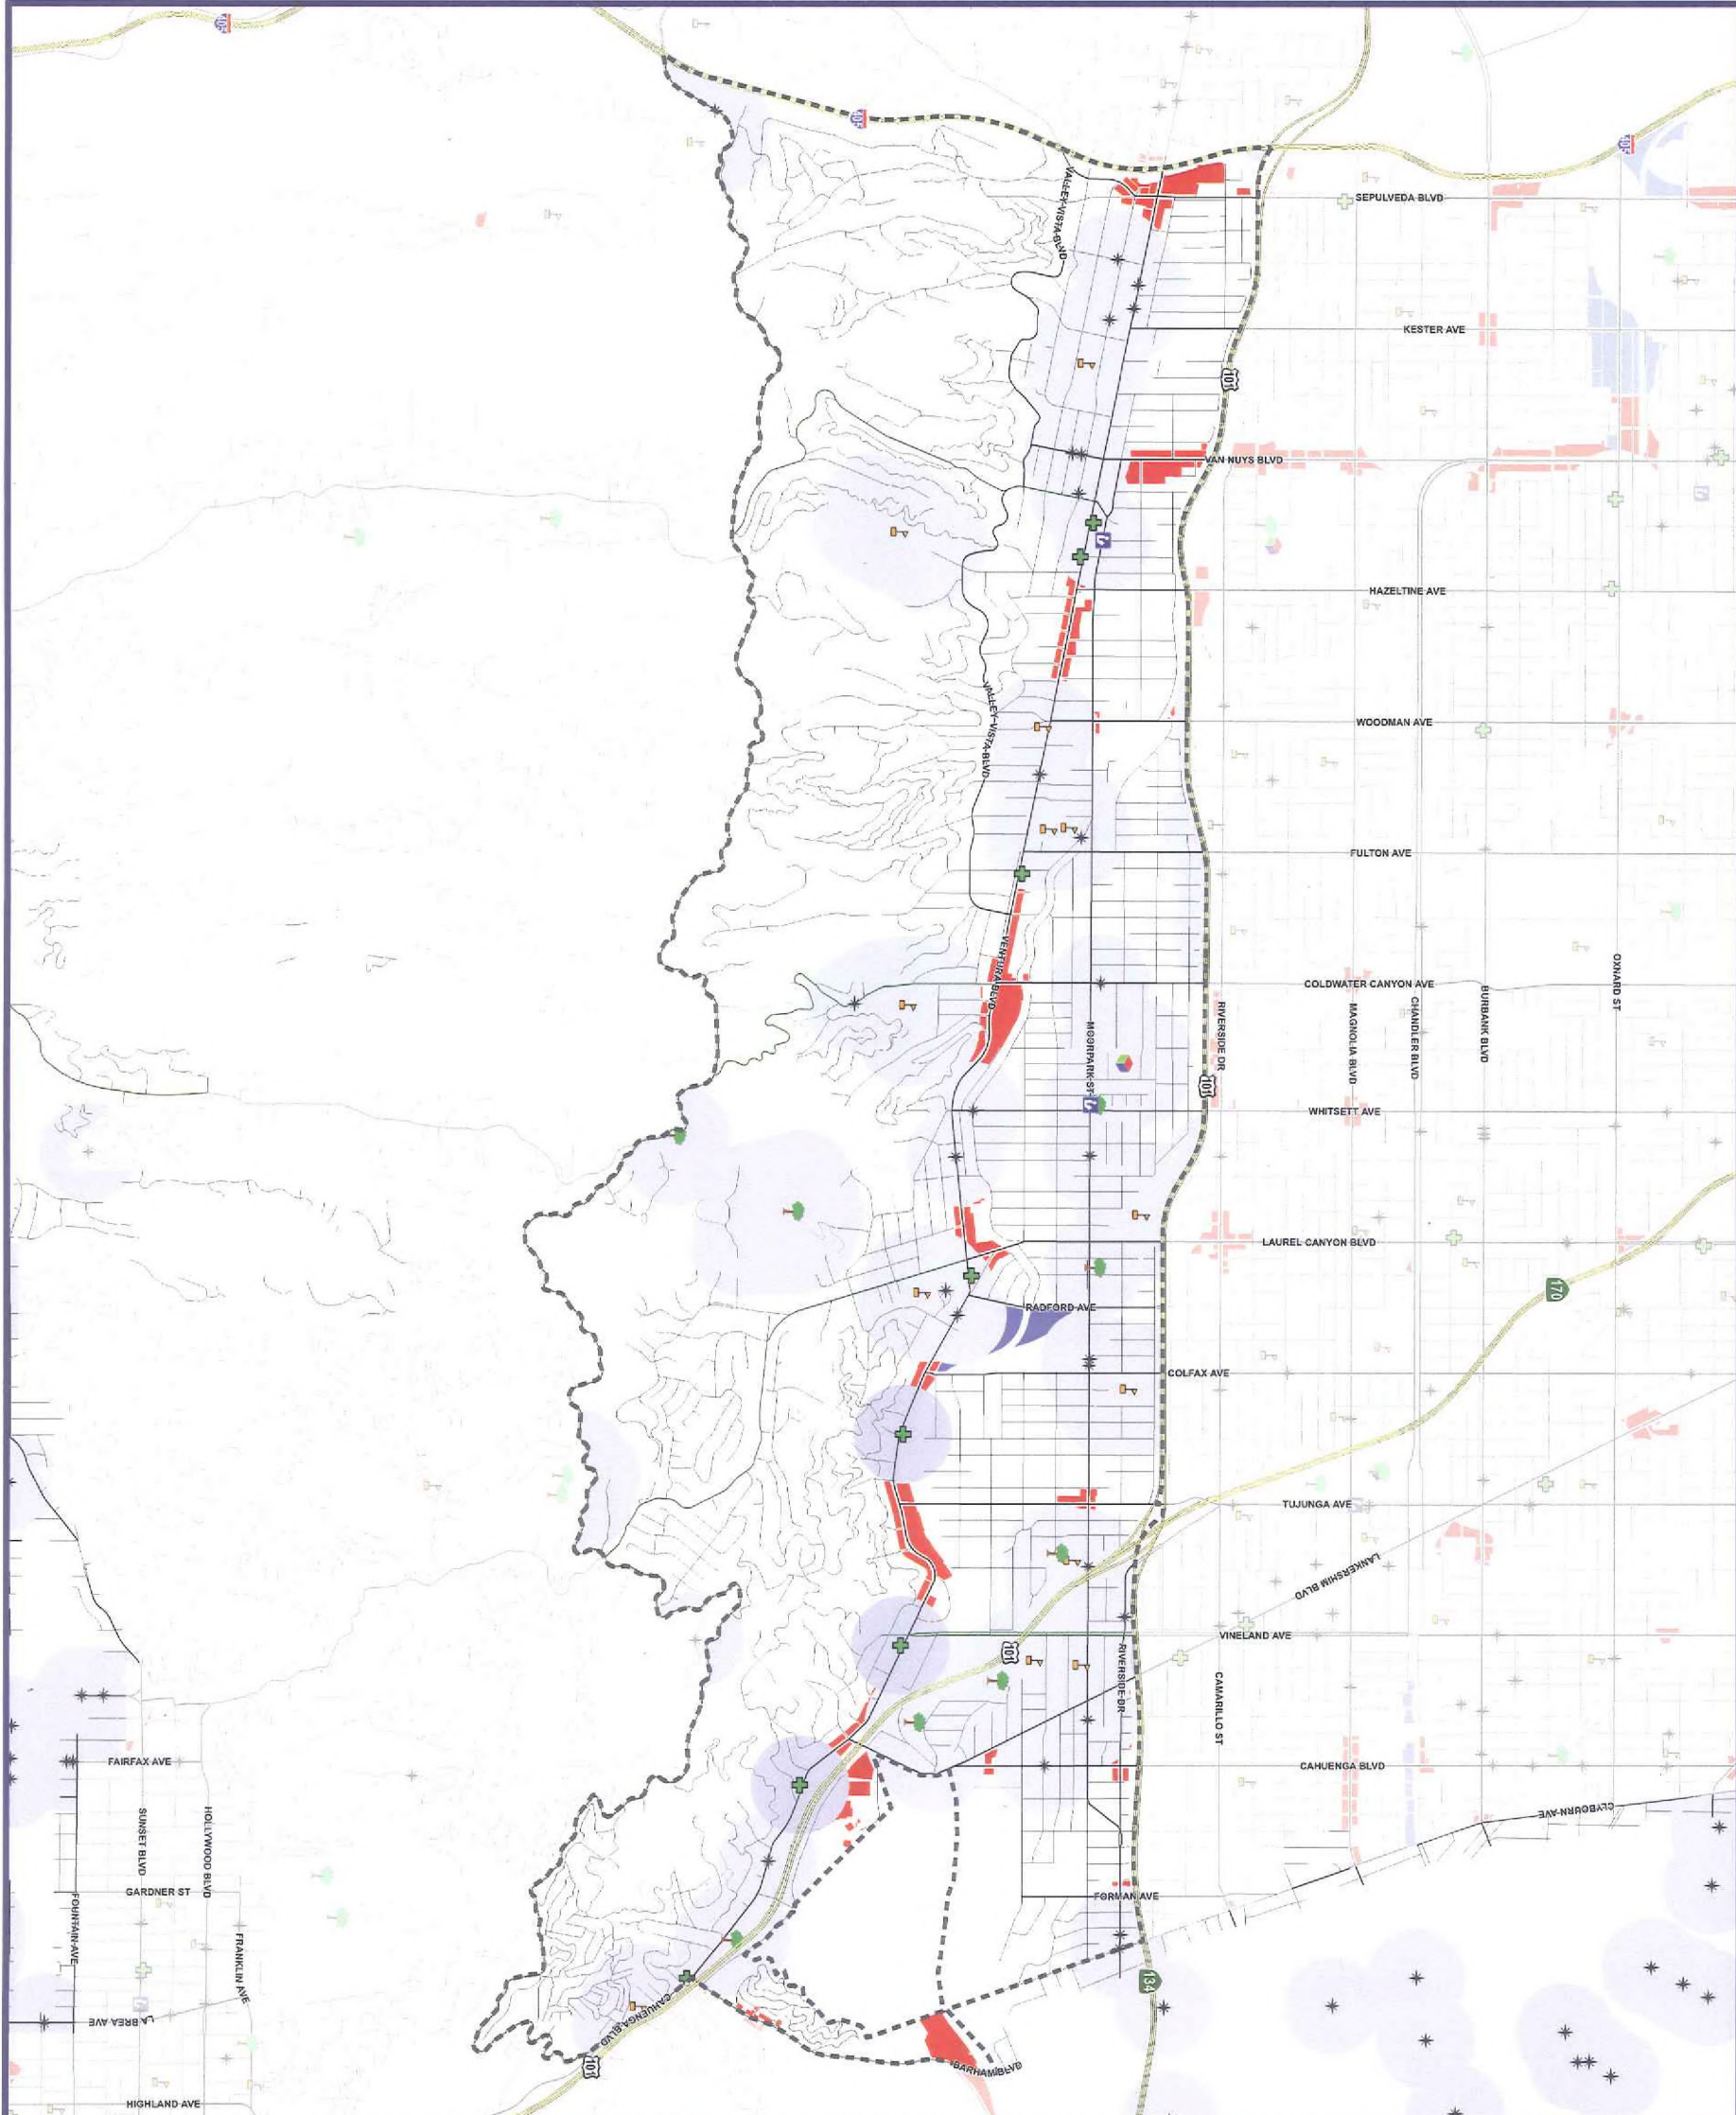 405
405
405
VALLEY VISTA BLVD
SEPULVEDA BLVD
KESTER AVE
101
VAN NUYS BLVD
HAZELTINE AVE
VALLEY VISTA BLVD
WOODMAN AVE
FULTON AVE
VENTURA BLVD
COLDWATER CANYON AVE
OXNARD ST
BURBANK BLVD
CHANDLER BLVD
MAGNOLIA BLVD
RIVERSIDE DR
MOORPARK ST
101
WHITSETT AVE
LAUREL CANYON BLVD
170
RADFORD AVE
COLFAX AVE
TUJUNGA AVE
LANKERSHIM BLVD
VINELAND AVE
101
RIVERSIDE DR
CAMARILLO ST
FAIRFAX AVE
CAHUENGA BLVD
CLYBOURN AVE
SUNSET BLVD
HOLLYWOOD BLVD
GARDNER ST
FORMAN AVE
FOUNTAIN AVE
FRANKLIN AVE
134
LA BREA AVE
CAHUENGA BLVD
101
BARHAM BLVD
HIGHLAND AVE